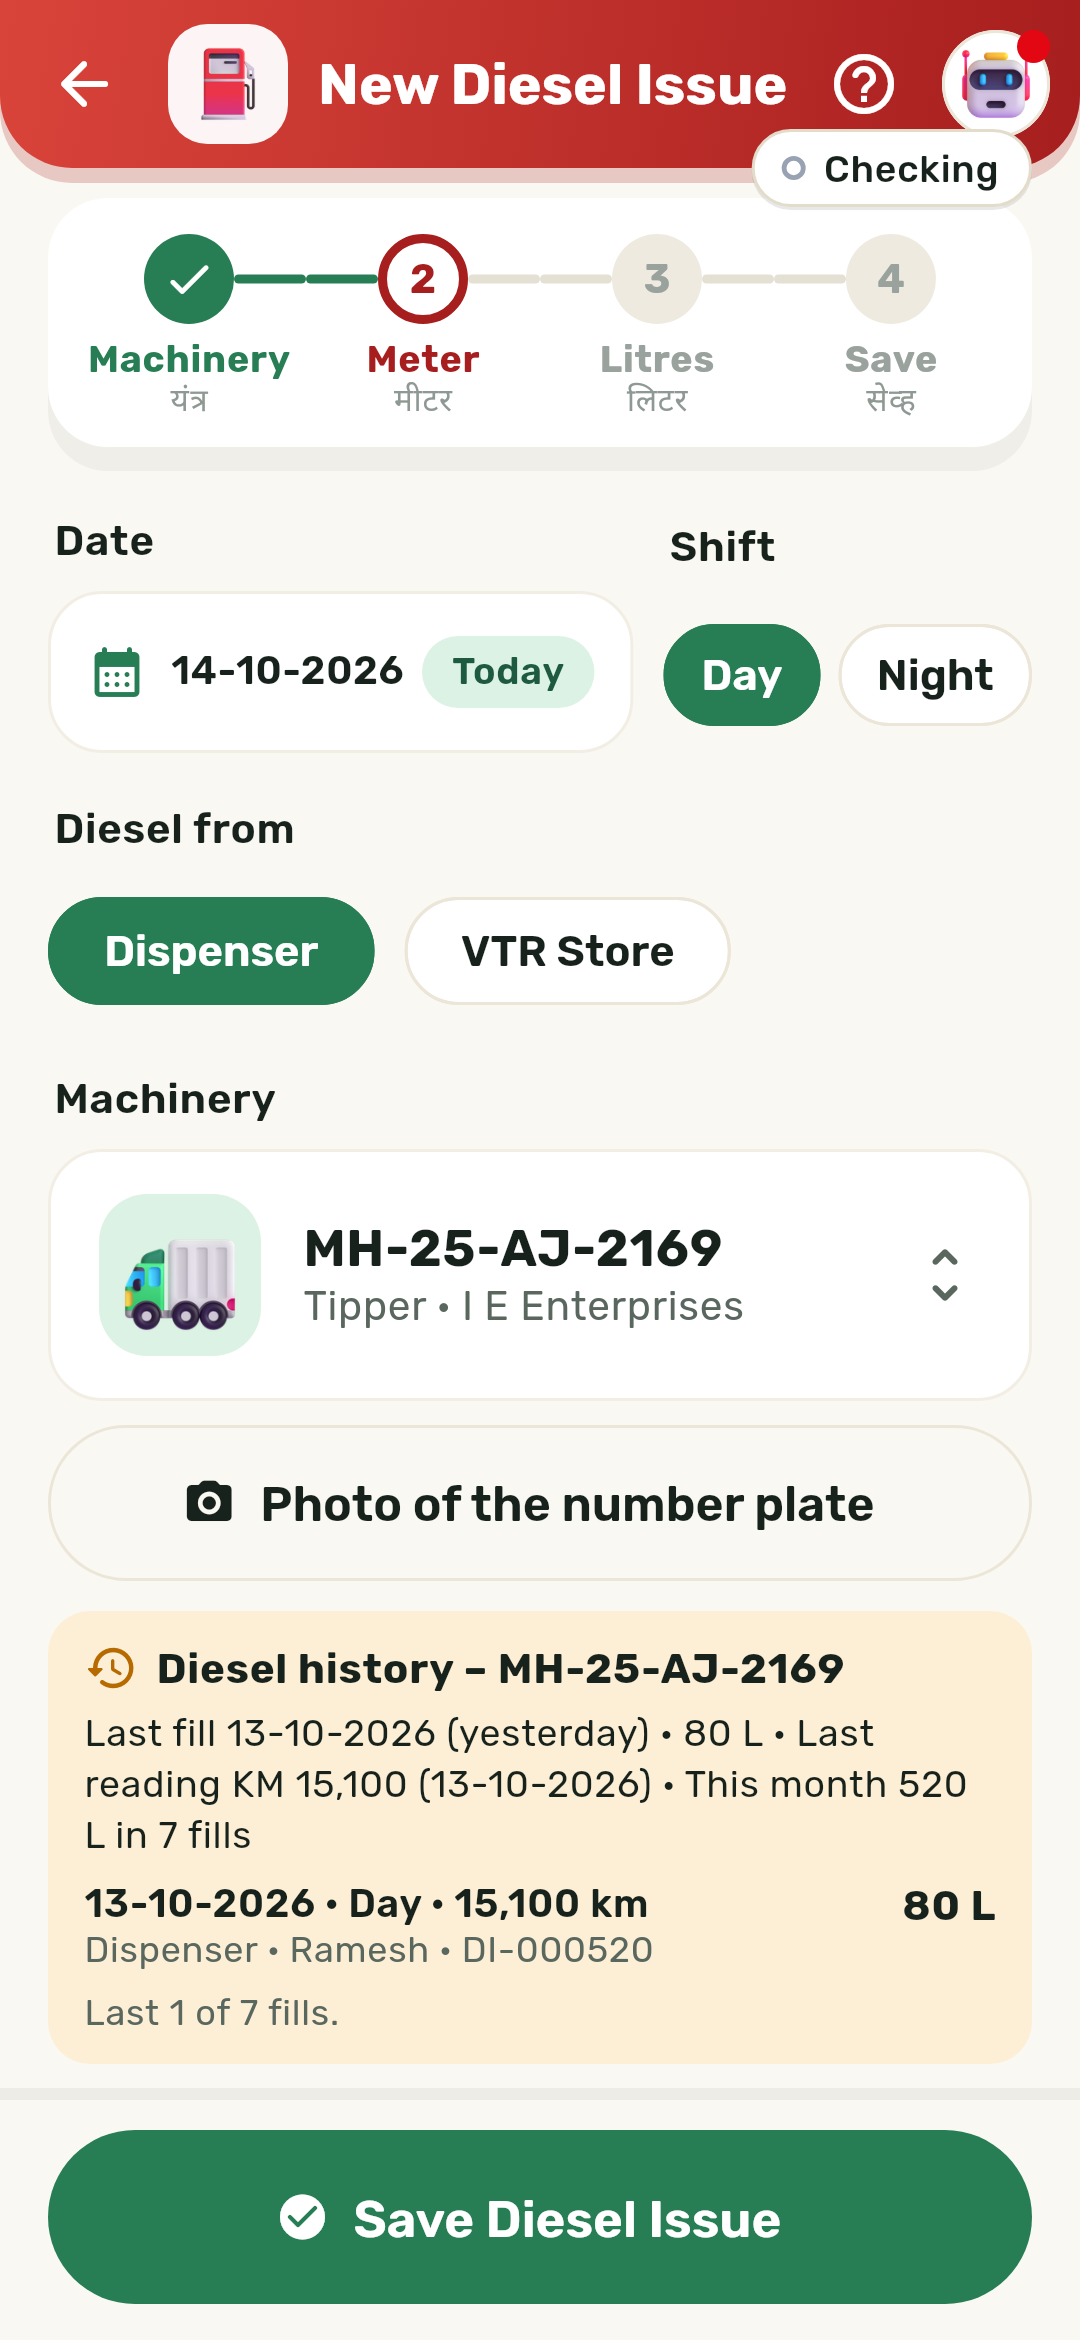 New Diesel Issue
Checking
2
3
4
Machinery
Meter
Litres
Save
यंत्र
मीटर
लिटर
सेव्ह
Date
Shift
14-10-2026
Today
Day
Night
Diesel from
Dispenser
VTR Store
Machinery
MH-25-AJ-2169
Tipper • I E Enterprises
Photo of the number plate
Diesel history – MH-25-AJ-2169
Last fill 13-10-2026 (yesterday) • 80 L • Last
reading KM 15,100 (13-10-2026) • This month 520
L in 7 fills
13-10-2026 • Day • 15,100 km
80 L
Dispenser • Ramesh • DI-000520
Last 1 of 7 fills.
Save Diesel Issue